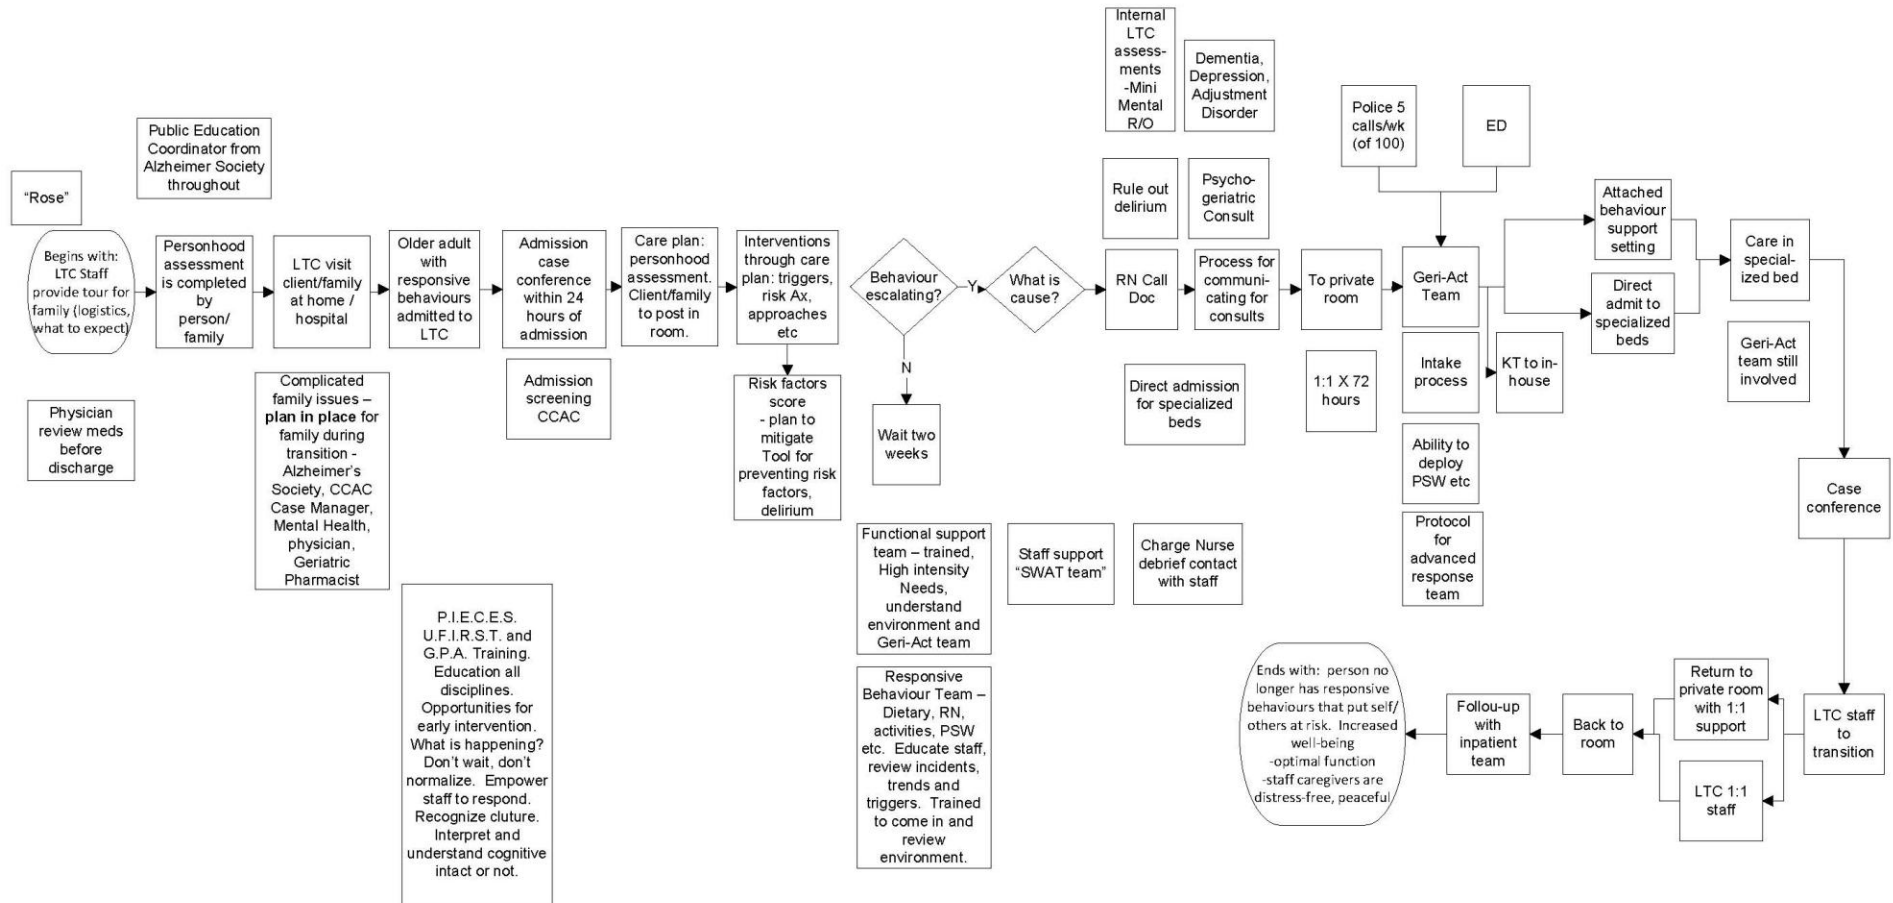 Internal
LTC
assess-
ments
-Mini
Mental
R/O
Dementia,
Depression,
Adjustment
Disorder
Police 5
calls/wk
(of 100)
ED
Public Education
Coordinator from
Alzheimer Society
throughout
"Rose"
Rule out
delirium
Psycho-
geriatric
Consult
Begins with:
LTC Staff
provide tour for
family (logistics,
what to expect)
Personhood
assessment
is completed
by
person/
family
LTC visit
client/family
at home /
hospital
Older adult
with
responsive
behaviours
admitted to
LTC
Admission
case
conference
within 24
hours of
admission
Care plan:
personhood
assessment.
Client/family
to post in
room.
Interventions
through care
plan: triggers,
risk Ax,
approaches
etc
Behaviour
escalating?
Y
What is
cause?
RN Call
Doc
Process for
communi-
cating for
consults
To private
room
Geri-Act
Team
Attached
behaviour
support
setting
Direct
admit to
specialized
beds
Care in
special-
ized bed
Physician
review meds
before
discharge
Complicated
family issues –
plan in place for
family during
transition -
Alzheimer's
Society, CCAC
Case Manager,
Mental Health,
physician,
Geriatric
Pharmacist
Admission
screening
CCAC
Risk factors
score
- plan to
mitigate
Tool for
preventing risk
factors,
delirium
N
Wait two
weeks
Direct admission
for specialized
beds
1:1 X 72
hours
Intake
process
KT to in-
house
Geri-Act
team still
involved
Ability to
deploy
PSW etc
Protocol
for
advanced
response
team
Case
conference
P.I.E.C.E.S.
U.F.I.R.S.T. and
G.P.A. Training.
Education all
disciplines.
Opportunities for
early intervention.
What is happening?
Don't wait, don't
normalize.  Empower
staff to respond.
Recognize cluture.
Interpret and
understand cognitive
intact or not.
Functional support
team – trained,
High intensity
Needs,
understand
environment and
Geri-Act team
Staff support
"SWAT team"
Charge Nurse
debrief contact
with staff
Responsive
Behaviour Team –
Dietary, RN,
activities, PSW
etc.  Educate staff,
review incidents,
trends and
triggers.  Trained
to come in and
review
environment.
LTC staff
to
transition
Return to
private room
with 1:1
support
LTC 1:1
staff
Back to
room
Follou-up
with
inpatient
team
Ends with:  person no
longer has responsive
behaviours that put self/
others at risk.  Increased
well-being
-optimal function
-staff caregivers are
distress-free, peaceful